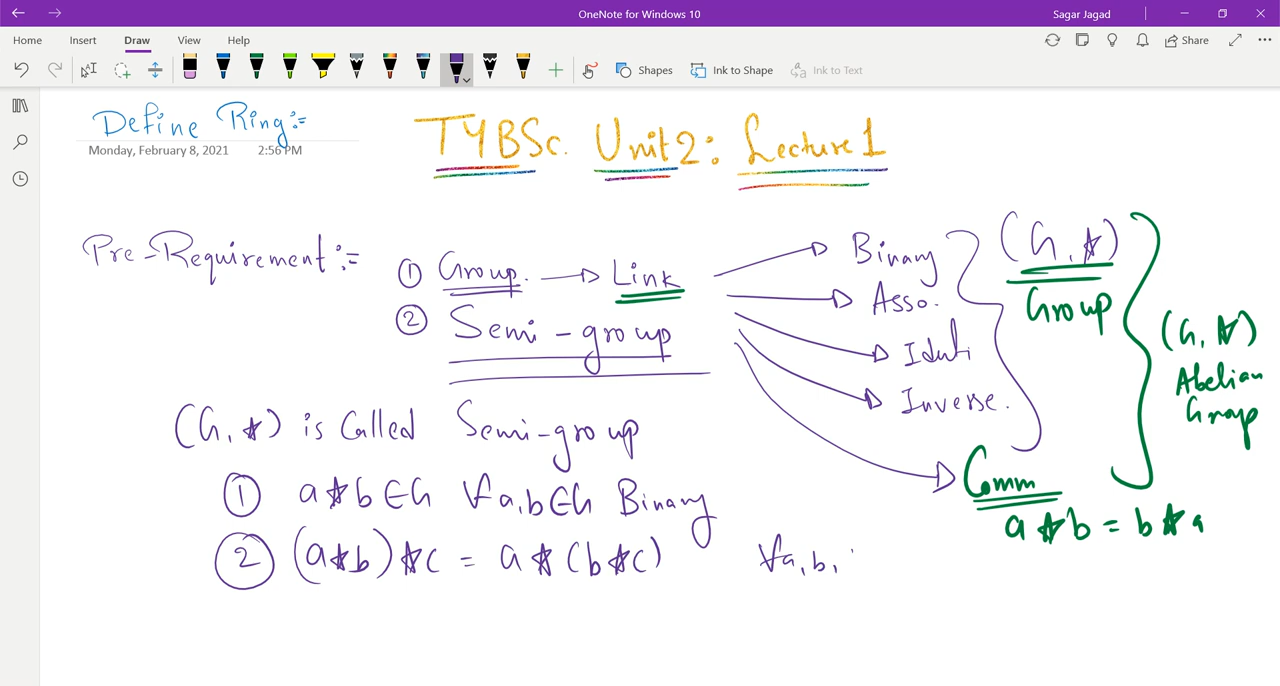 OneNote for Windows 10
Sagar Jagad
Home Insert Draw View Help
Share
Shapes Ink to Shape Ink to Text
Define Ring:=
Monday, February 8, 2021 2:56 PM
TYBSc. Unit 2: Lecture 1
Pre-Requirement:=
① Group. → Link
② Semi-group
Binary
Asso.
Identi
Inverse.
Comm
a ☆ b = b ☆ a
(G, ☆)
Group
(G, ☆)
Abelian
Group
(G, ☆) is Called Semi-group
① a ☆ b ∈ G ∀ a, b ∈ G Binary
② (a ☆ b) ☆ c = a ☆ (b ☆ c) ∀ a, b,